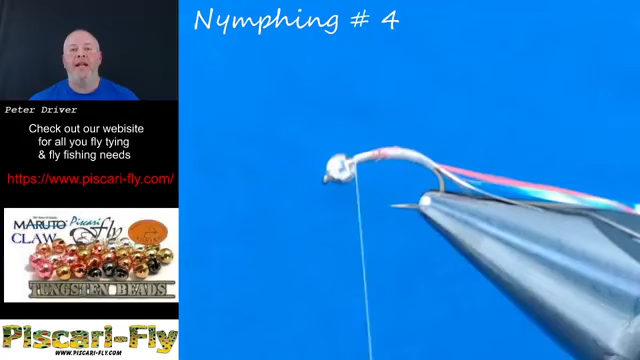 Nymphing # 4
Peter Driver
Check out our webisite
for all you fly tying
& fly fishing needs
https://www.piscari-fly.com/
MARUTO
CLAW
Piscari
Fly
TUNGSTEN BEADS
Piscari-Fly
WWW.PISCARI-FLY.COM